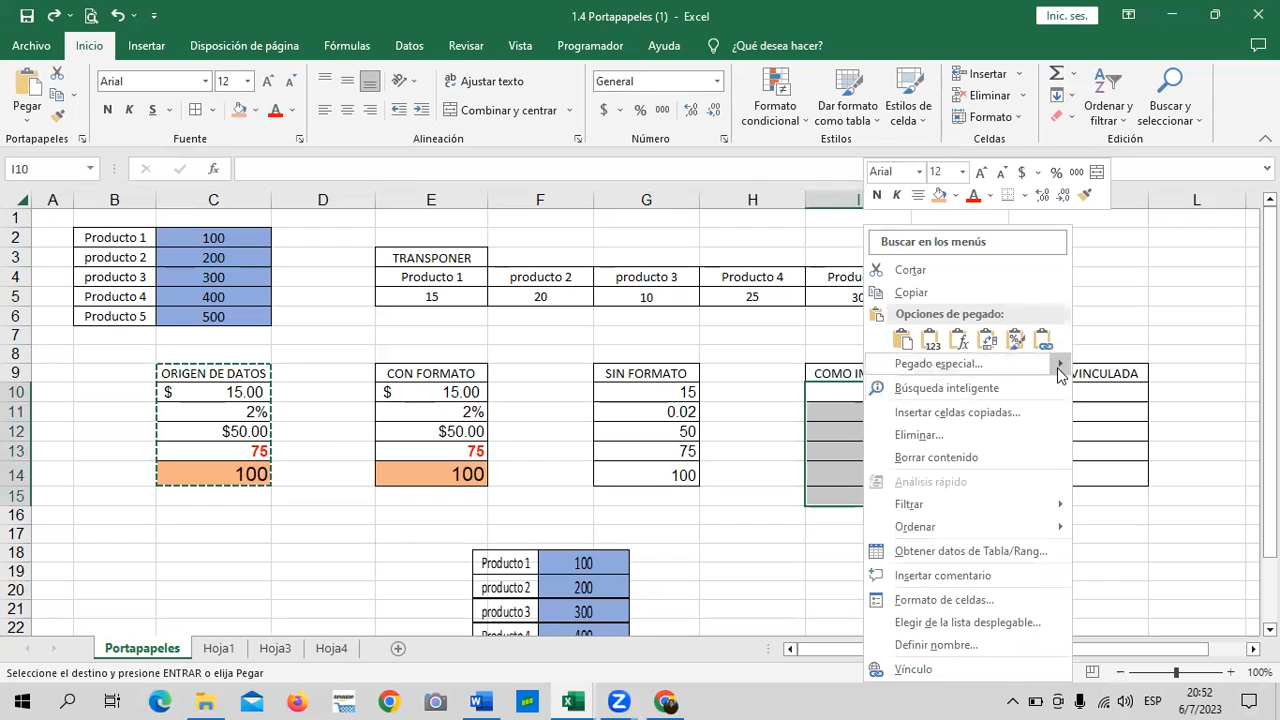 1.4 Portapapeles (1) - Excel
Inic. ses.
Archivo Inicio Insertar Disposición de página Fórmulas Datos Revisar Vista Programador Ayuda ¿Qué desea hacer?
Pegar
Arial 12
Ajustar texto
General
Insertar
Eliminar
Formato
N K S
Combinar y centrar
$ % 000
Formato condicional
Dar formato como tabla
Estilos de celda
Ordenar y filtrar
Buscar y seleccionar
Portapapeles Fuente Alineación Número Estilos Celdas Edición
I10
fx
Arial 12 $ % 000
N K
A B C D E F G H I L
1
2 Producto 1 100
3 producto 2 200 TRANSPONER
4 producto 3 300 Producto 1 producto 2 producto 3 Producto 4 Produ
5 Producto 4 400 15 20 10 25 30
6 Producto 5 500
7
8
9 ORIGEN DE DATOS CON FORMATO SIN FORMATO COMO IM VINCULADA
10 $ 15.00 $ 15.00 15
11 2% 2% 0.02
12 $50.00 $50.00 50
13 75 75 75
14 100 100 100
15
16
17
18 Producto 1 100
19
20 producto 2 200
21 producto 3 300
22 Producto 4 400
Buscar en los menús
Cortar
Copiar
Opciones de pegado:
123 fx
Pegado especial...
Búsqueda inteligente
Insertar celdas copiadas...
Eliminar...
Borrar contenido
Análisis rápido
Filtrar
Ordenar
Obtener datos de Tabla/Rang...
Insertar comentario
Formato de celdas...
Elegir de la lista desplegable...
Definir nombre...
Vínculo
Portapapeles Hoja1 Hoja3 Hoja4
Seleccione el destino y presione ENTRAR o elija Pegar
100%
amazon
ESP
20:52
6/7/2023